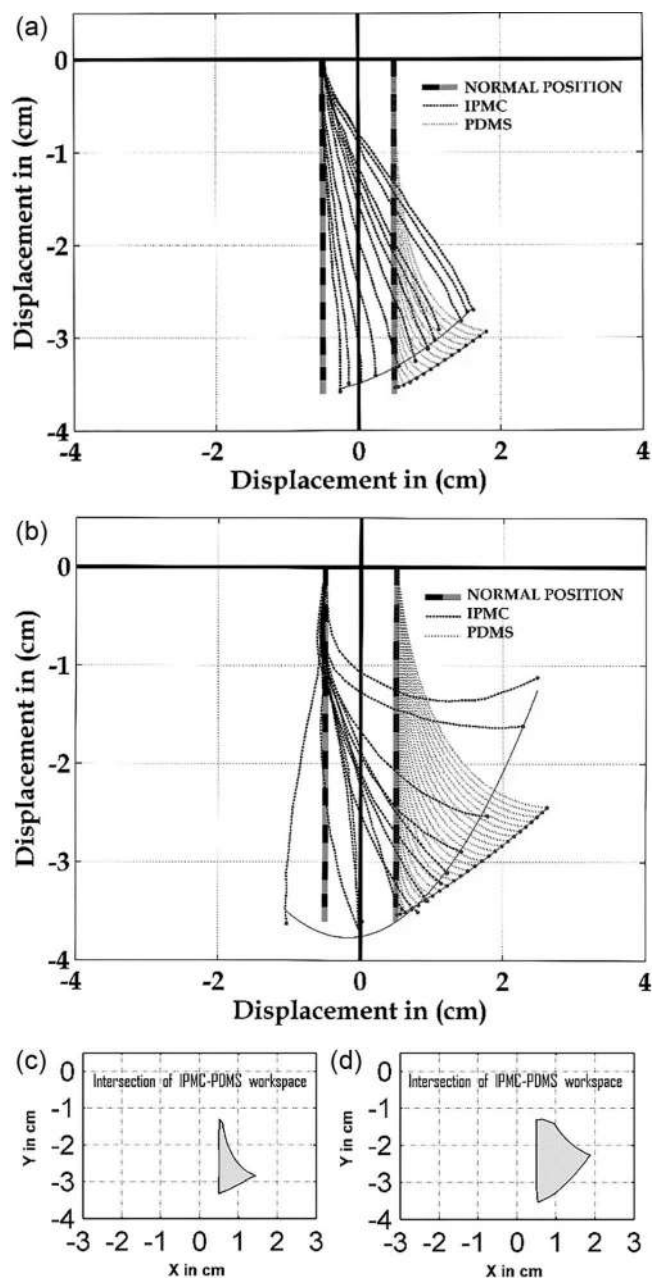 (a)
0
NORMAL POSITION
IPMC
PDMS
-1
-2
-3
-4
-4 -2 0 2 4
Displacement in (cm)
Displacement in (cm)
(b)
0
NORMAL POSITION
IPMC
PDMS
-1
-2
-3
-4
-4 -2 0 2 4
Displacement in (cm)
Displacement in (cm)
(c)
0
Intersection of IPMC-PDMS workspace
-1
-2
-3
-4
-3 -2 -1 0 1 2 3
Y in cm
X in cm
(d)
0
Intersection of IPMC-PDMS workspace
-1
-2
-3
-4
-3 -2 -1 0 1 2 3
Y in cm
X in cm